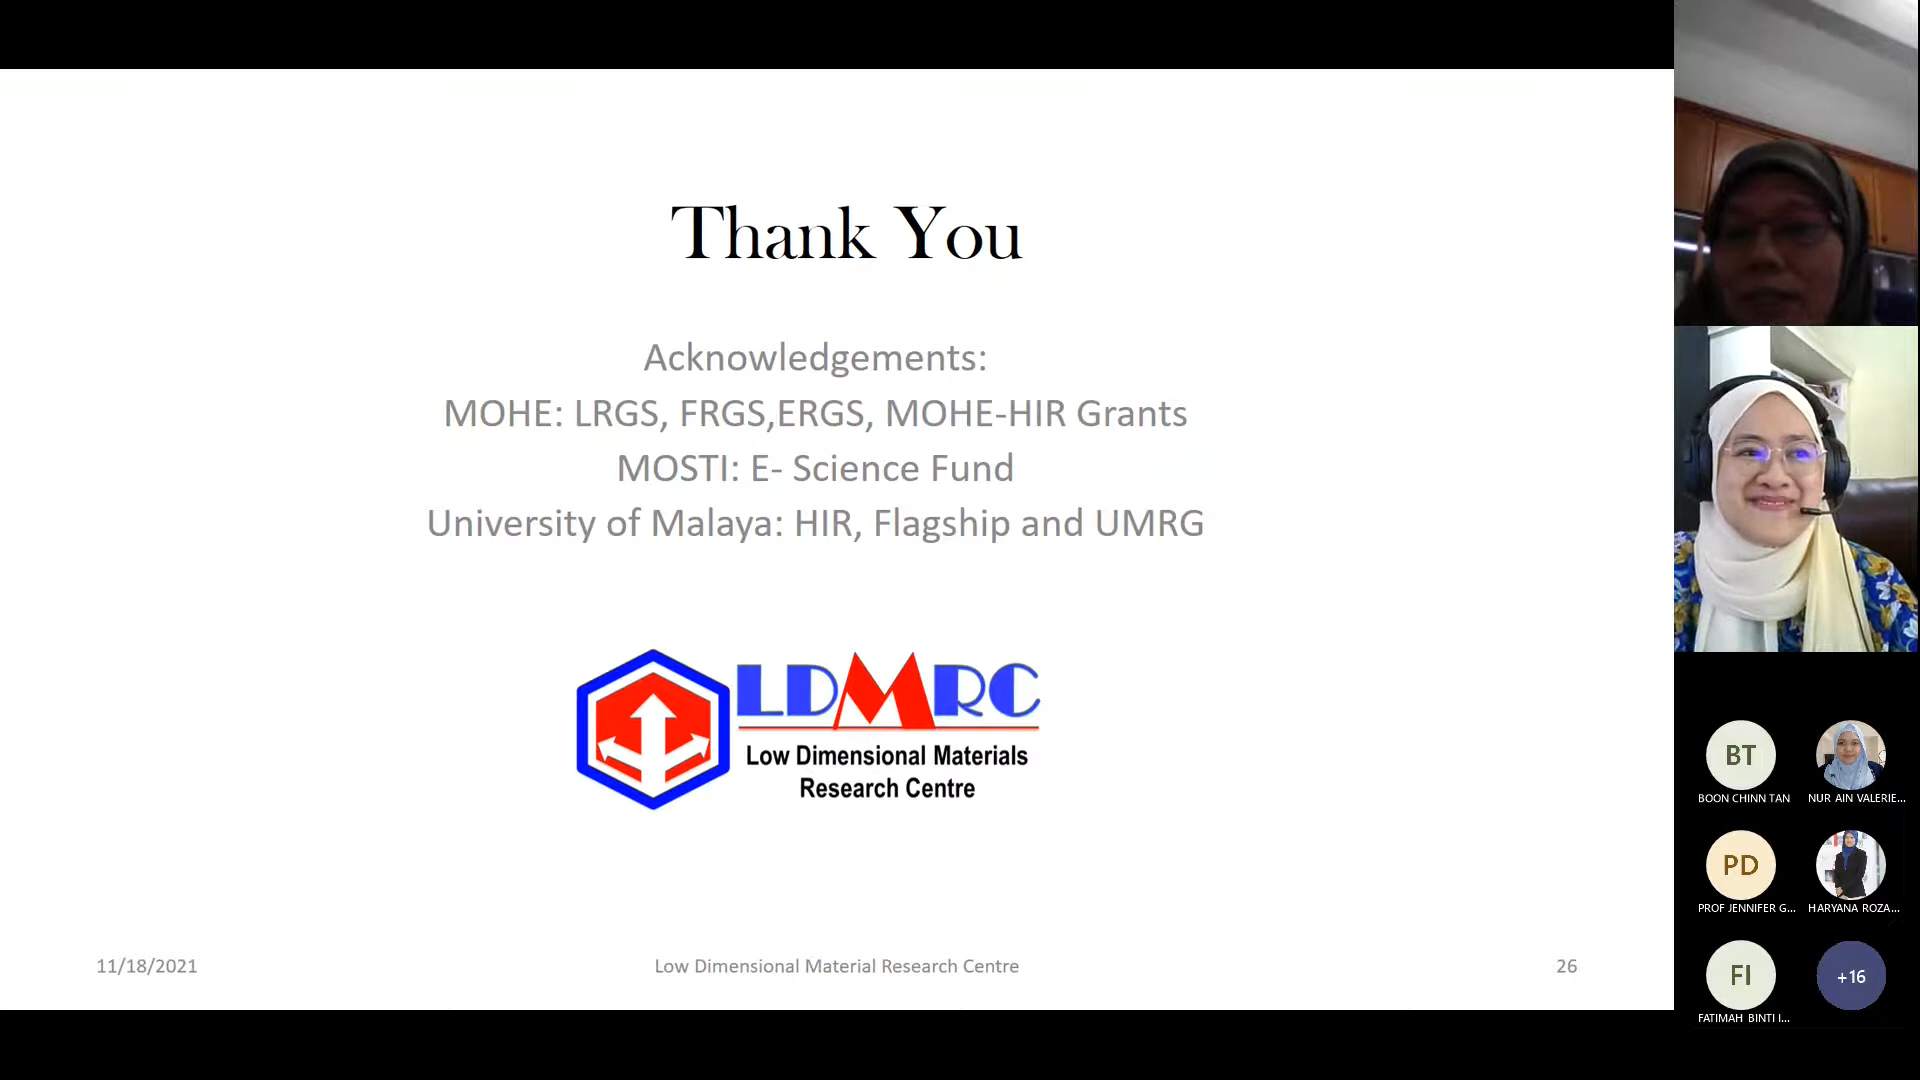 Thank You
Acknowledgements:
MOHE: LRGS, FRGS,ERGS, MOHE-HIR Grants
MOSTI: E- Science Fund
University of Malaya: HIR, Flagship and UMRG
LDMRC
Low Dimensional Materials
Research Centre
11/18/2021
Low Dimensional Material Research Centre
26
BT
BOON CHINN TAN
NUR AIN VALERIE...
PD
PROF JENNIFER G...
HARYANA ROZA...
FI
FATIMAH BINTI I...
+16